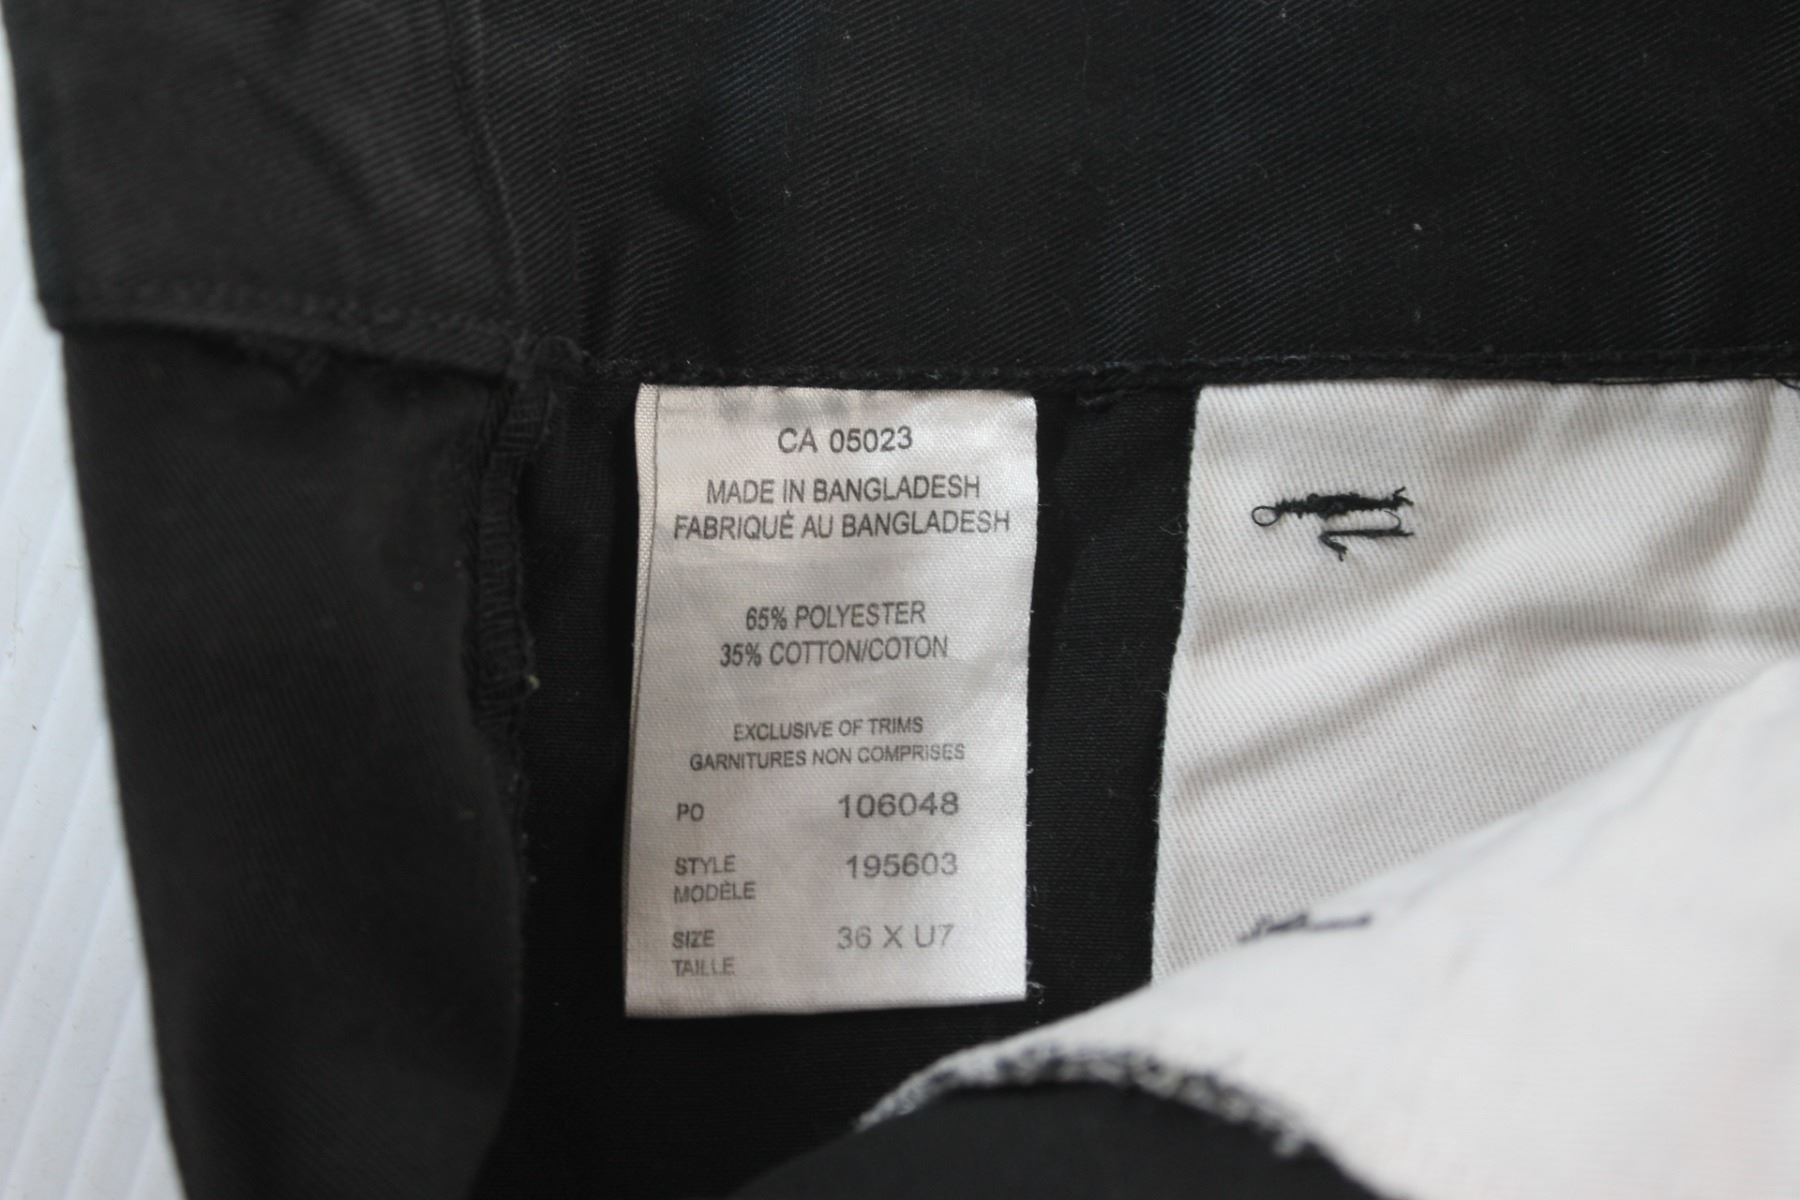 CA 05023
MADE IN BANGLADESH
FABRIQUÉ AU BANGLADESH
65% POLYESTER
35% COTTON/COTON
EXCLUSIVE OF TRIMS
GARNITURES NON COMPRISES
PO 106048
STYLE 195603
MODÈLE
SIZE 36 X U7
TAILLE